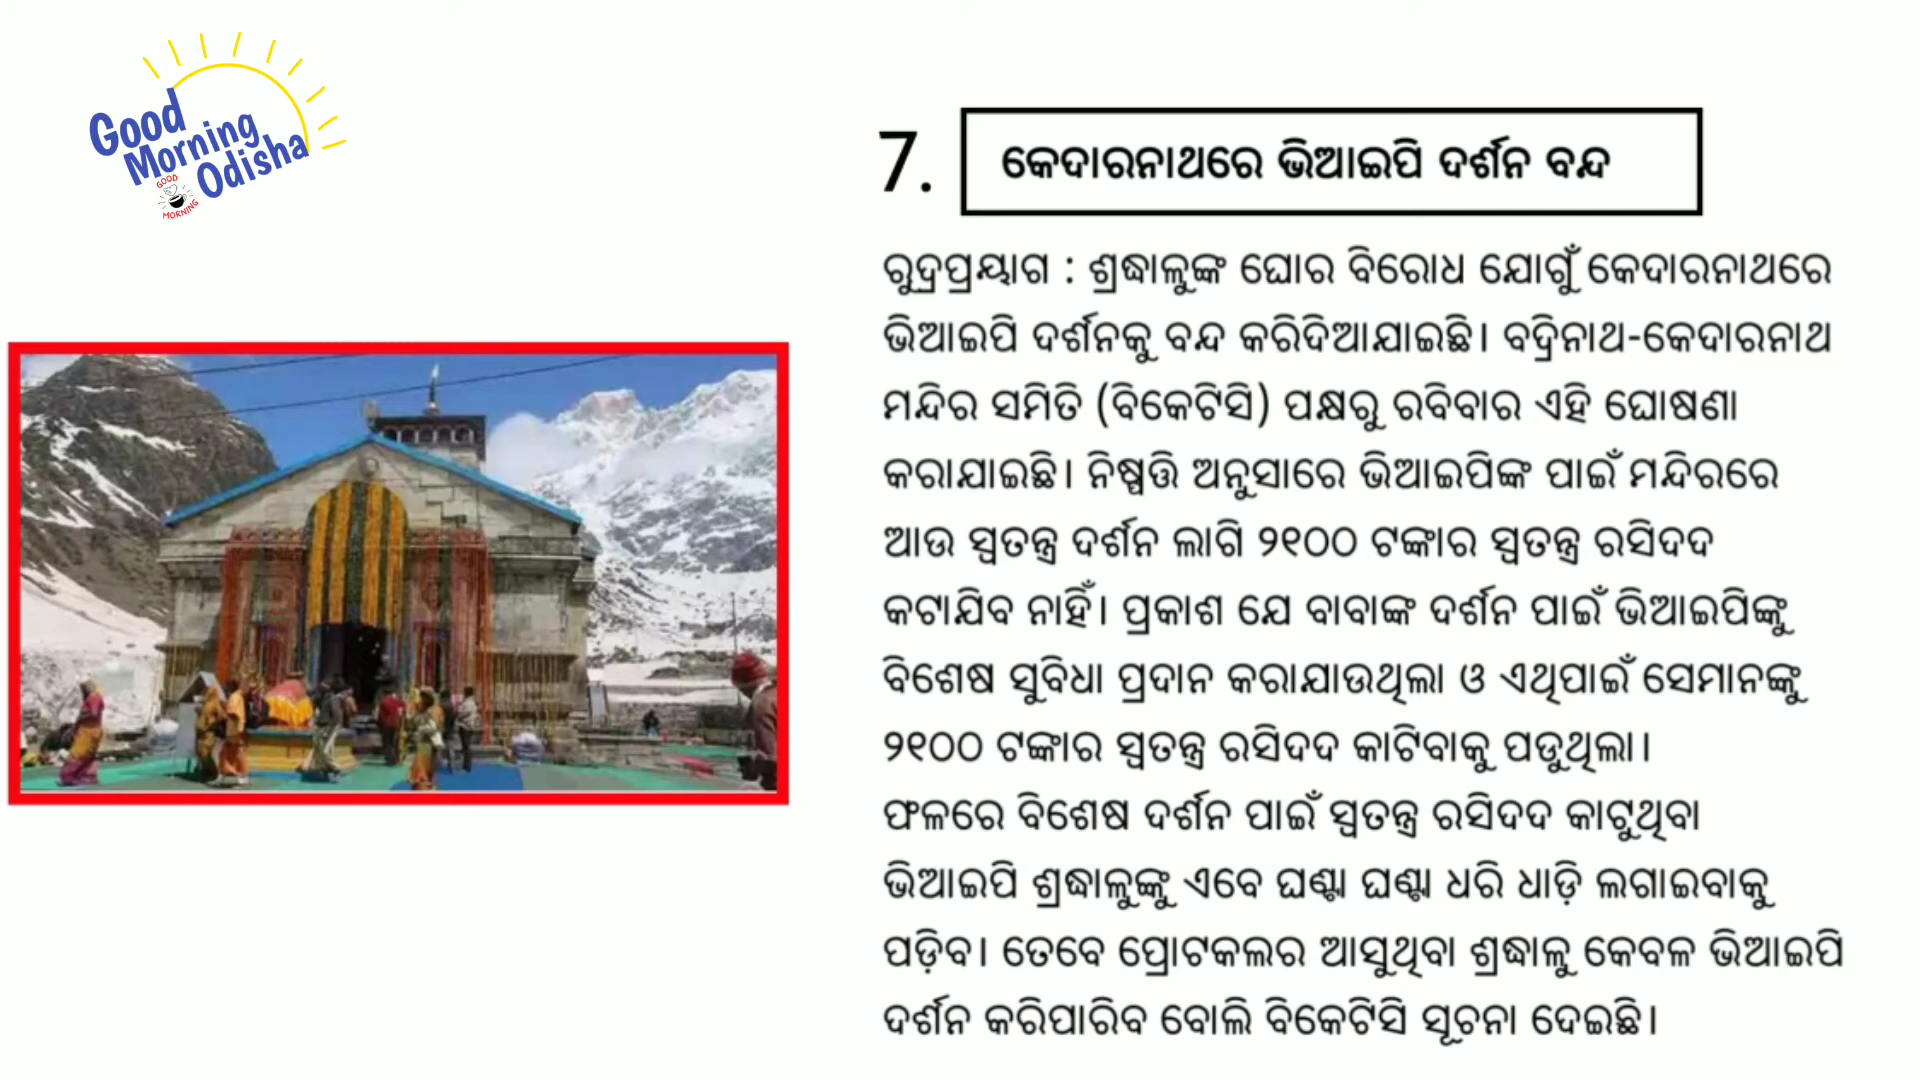 Good
Morning
Odisha
GOOD
MORNING
7.
କେଦାରନାଥରେ ଭିଆଇପି ଦର୍ଶନ ବନ୍ଦ
ରୁଦ୍ରପ୍ରୟାଗ : ଶ୍ରଦ୍ଧାଳୁଙ୍କ ଘୋର ବିରୋଧ ଯୋଗୁଁ କେଦାରନାଥରେ
ଭିଆଇପି ଦର୍ଶନକୁ ବନ୍ଦ କରିଦିଆଯାଇଛି। ବଦ୍ରିନାଥ-କେଦାରନାଥ
ମନ୍ଦିର ସମିତି (ବିକେଟିସି) ପକ୍ଷରୁ ରବିବାର ଏହି ଘୋଷଣା
କରାଯାଇଛି। ନିଷ୍ପତ୍ତି ଅନୁସାରେ ଭିଆଇପିଙ୍କ ପାଇଁ ମନ୍ଦିରରେ
ଆଉ ସ୍ୱତନ୍ତ୍ର ଦର୍ଶନ ଲାଗି ୨୧୦୦ ଟଙ୍କାର ସ୍ୱତନ୍ତ୍ର ରସିଦଦ
କଟାଯିବ ନାହିଁ। ପ୍ରକାଶ ଯେ ବାବାଙ୍କ ଦର୍ଶନ ପାଇଁ ଭିଆଇପିଙ୍କୁ
ବିଶେଷ ସୁବିଧା ପ୍ରଦାନ କରାଯାଉଥିଲା ଓ ଏଥିପାଇଁ ସେମାନଙ୍କୁ
୨୧୦୦ ଟଙ୍କାର ସ୍ୱତନ୍ତ୍ର ରସିଦଦ କାଟିବାକୁ ପଡୁଥିଲା।
ଫଳରେ ବିଶେଷ ଦର୍ଶନ ପାଇଁ ସ୍ୱତନ୍ତ୍ର ରସିଦଦ କାଟୁଥିବା
ଭିଆଇପି ଶ୍ରଦ୍ଧାଳୁଙ୍କୁ ଏବେ ଘଣ୍ଟା ଘଣ୍ଟା ଧରି ଧାଡ଼ି ଲଗାଇବାକୁ
ପଡ଼ିବ। ତେବେ ପ୍ରୋଟକଲର ଆସୁଥିବା ଶ୍ରଦ୍ଧାଳୁ କେବଳ ଭିଆଇପି
ଦର୍ଶନ କରିପାରିବ ବୋଲି ବିକେଟିସି ସୂଚନା ଦେଇଛି।